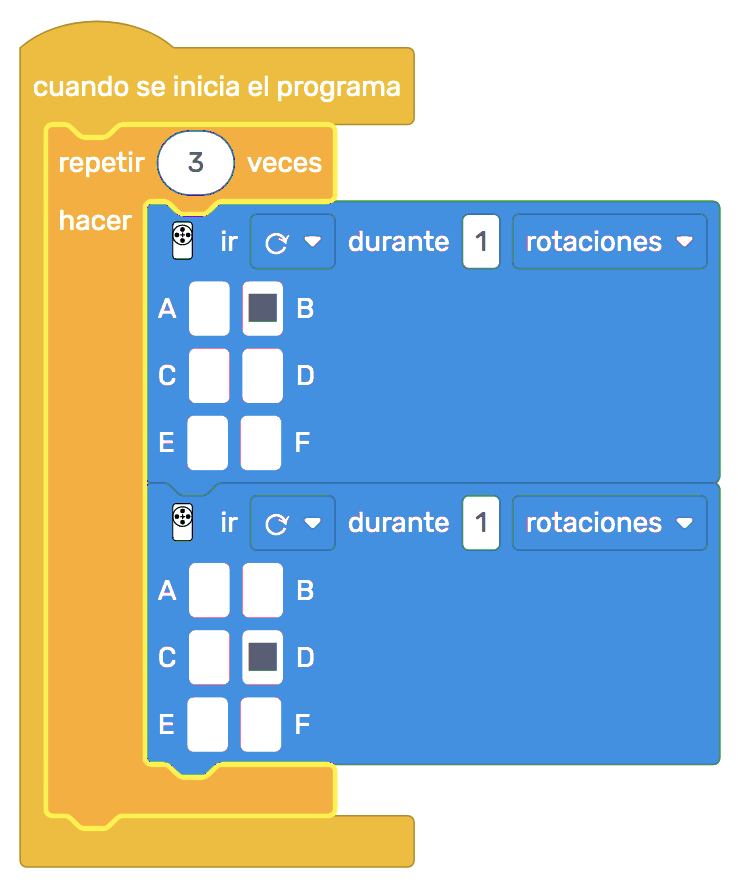 cuando se inicia el programa
repetir 3 veces
hacer
ir durante 1 rotaciones
A B
C D
E F
ir durante 1 rotaciones
A B
C D
E F